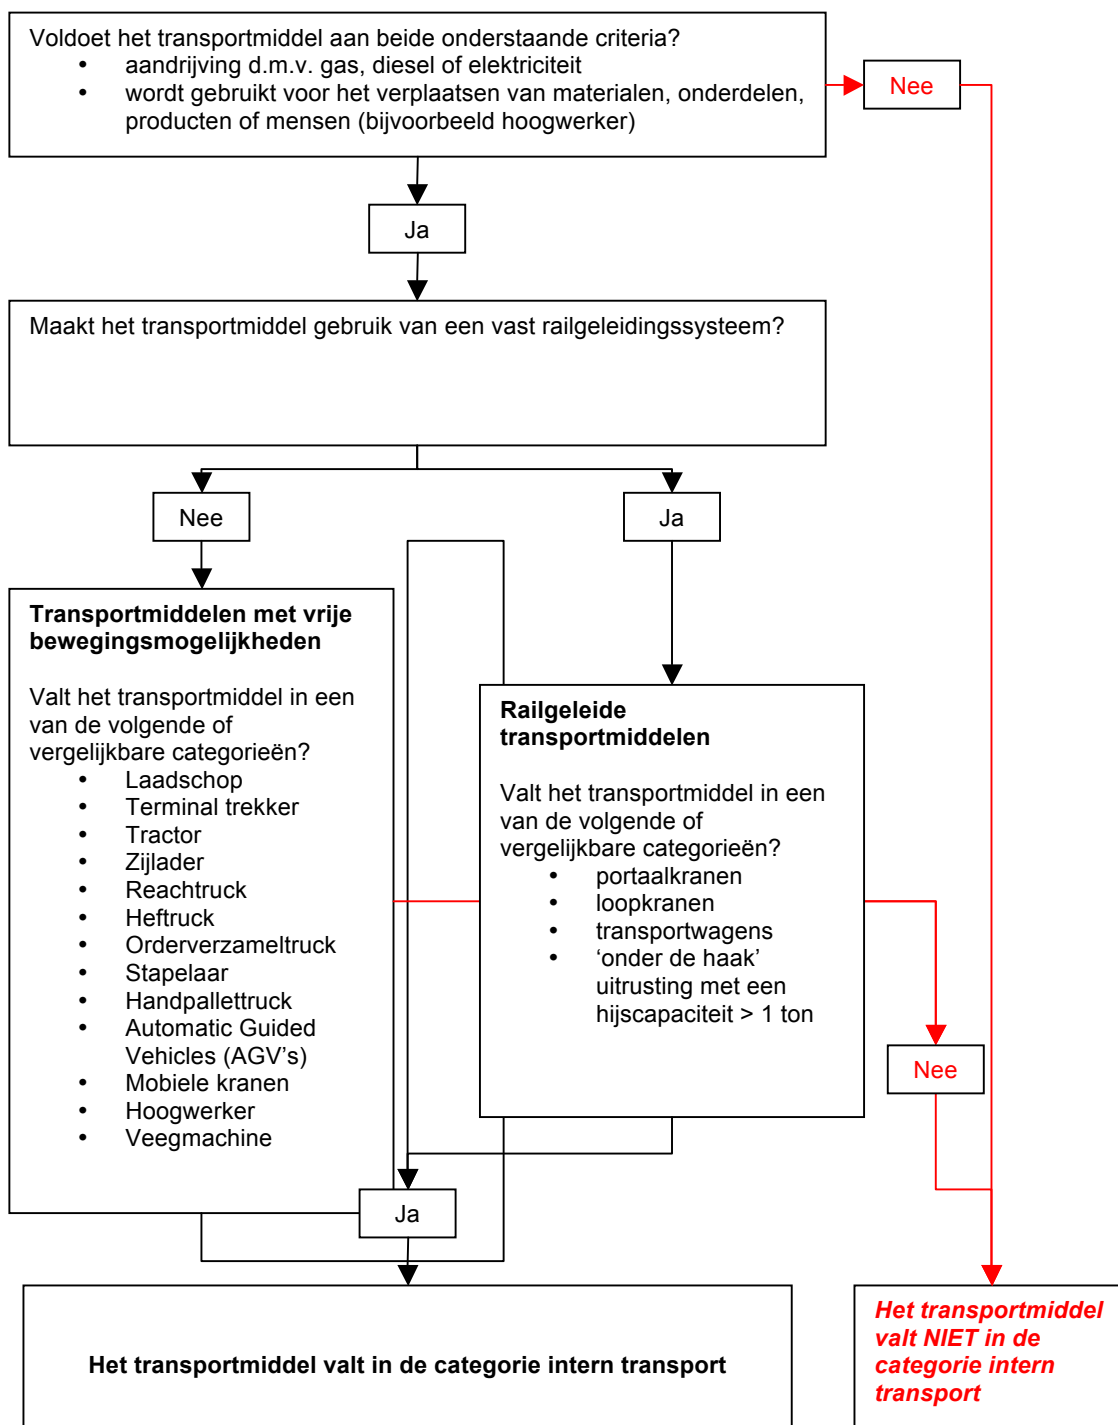 Voldoet het transportmiddel aan beide onderstaande criteria?
• aandrijving d.m.v. gas, diesel of elektriciteit
• wordt gebruikt voor het verplaatsen van materialen, onderdelen,
producten of mensen (bijvoorbeeld hoogwerker)
Nee
Ja
Maakt het transportmiddel gebruik van een vast railgeleidingssysteem?
Nee
Ja
Transportmiddelen met vrije
bewegingsmogelijkheden
Valt het transportmiddel in een
van de volgende of
vergelijkbare categorieën?
• Laadschop
• Terminal trekker
• Tractor
• Zijlader
• Reachtruck
• Heftruck
• Orderverzameltruck
• Stapelaar
• Handpallettruck
• Automatic Guided
Vehicles (AGV's)
• Mobiele kranen
• Hoogwerker
• Veegmachine
Railgeleide
transportmiddelen
Valt het transportmiddel in een
van de volgende of
vergelijkbare categorieën?
• portaalkranen
• loopkranen
• transportwagens
• ‘onder de haak’
uitrusting met een
hijscapaciteit > 1 ton
Nee
Ja
Het transportmiddel valt in de categorie intern transport
Het transportmiddel
valt NIET in de
categorie intern
transport